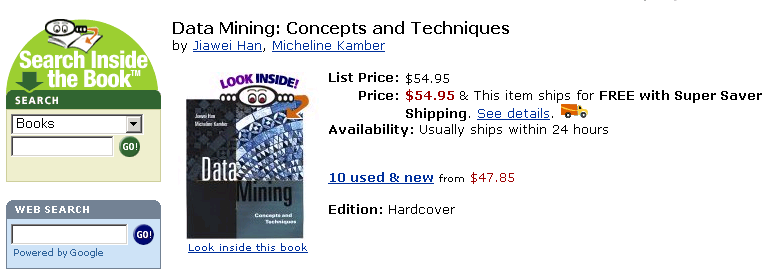 Search Inside
the Book™
SEARCH
Books
GO!
WEB SEARCH
GO!
Powered by Google
Data Mining: Concepts and Techniques
by Jiawei Han, Micheline Kamber
LOOK INSIDE!
Jiawei Han
Micheline Kamber
Data
Mining
Concepts and
Techniques
Look inside this book
List Price: $54.95
Price: $54.95 & This item ships for FREE with Super Saver
Shipping. See details.
Availability: Usually ships within 24 hours
10 used & new from $47.85
Edition: Hardcover